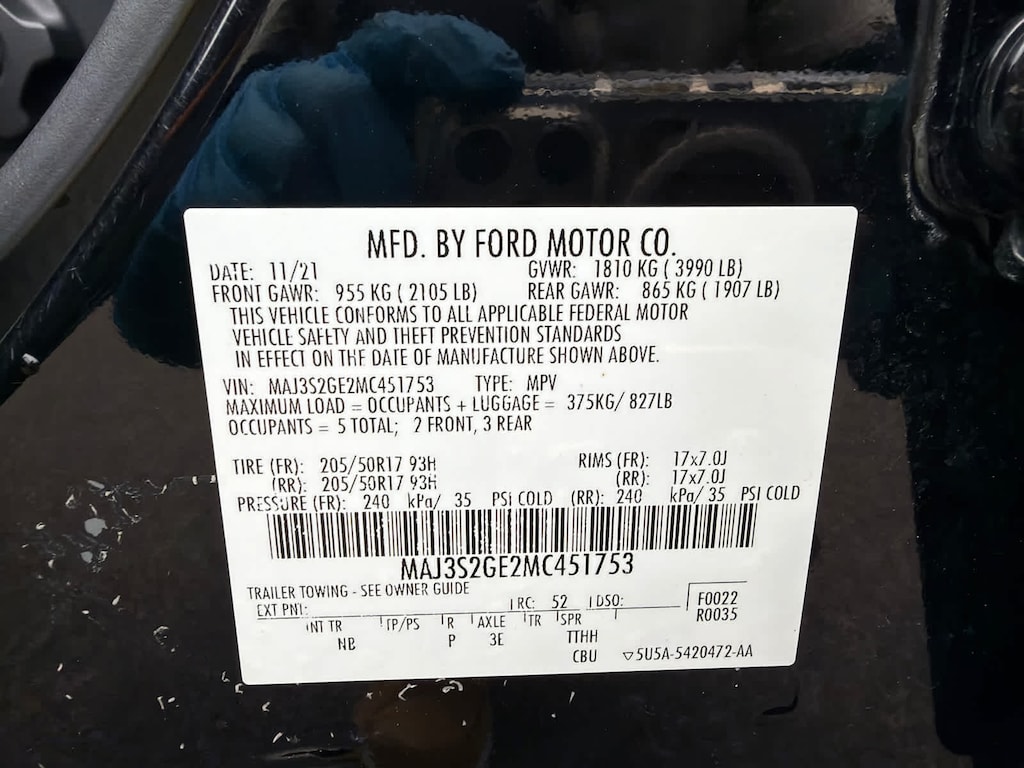 MFD. BY FORD MOTOR CO.
DATE: 11/21 GVWR: 1810 KG ( 3990 LB)
FRONT GAWR: 955 KG ( 2105 LB) REAR GAWR: 865 KG ( 1907 LB)
THIS VEHICLE CONFORMS TO ALL APPLICABLE FEDERAL MOTOR
VEHICLE SAFETY AND THEFT PREVENTION STANDARDS
IN EFFECT ON THE DATE OF MANUFACTURE SHOWN ABOVE.
VIN: MAJ3S2GE2MC451753 TYPE: MPV
MAXIMUM LOAD = OCCUPANTS + LUGGAGE = 375KG/ 827LB
OCCUPANTS = 5 TOTAL; 2 FRONT, 3 REAR
TIRE (FR): 205/50R17 93H RIMS (FR): 17x7.0J
(RR): 205/50R17 93H (RR): 17x7.0J
PRESSURE (FR): 240 kPa/ 35 PSI COLD (RR): 240 kPa/ 35 PSI COLD
MAJ3S2GE2MC451753
TRAILER TOWING - SEE OWNER GUIDE
EXT PNT: RC: 52 DSO: F0022
R0035
INT TR TP/PS R AXLE TR SPR
NB P 3E TTHH
CBU ▽5U5A-5420472-AA